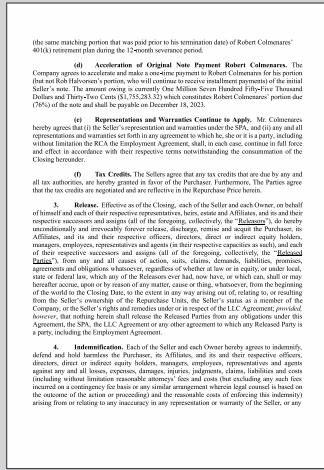 (the same matching portion that was paid prior to his termination date) of Robert Colmenares'
401(k) retirement plan during the 12-month severance period.
(d) Acceleration of Original Note Payment Robert Colmenares. The
Company agrees to accelerate and make a one-time payment to Robert Colmenares for his portion
(but not Rob Halvorsen's portion, who will continue to receive installment payments) of the initial
Seller's note. The amount owing is currently One Million Seven Hundred Fifty-Five Thousand
Dollars and Thirty-Two Cents ($1,755,283.32) which constitutes Robert Colmenares's portion due
(76%) of the note and shall be payable on December 18, 2023.
(e) Representations and Warranties Continue to Apply. Mr. Colmenares
hereby agrees that (i) the Seller's representation and warranties under the SPA, and (ii) any and all
representations and warranties set forth in any agreement to which he, she or it is a party, including
without limitation the RCA the Employment Agreement, shall, in each case, continue in full force
and effect in accordance with their respective terms notwithstanding the consummation of the
Closing hereunder.
(f) Tax Credits. The Sellers agree that any tax credits that are due by any and
all tax authorities, are hereby granted in favor of the Purchaser. Furthermore, The Parties agree
that the tax credits are negotiated and are reflective in the Repurchase Price herein.
3. Release. Effective as of the Closing, each of the Seller and each Owner, on behalf
of himself and each of their respective representatives, heirs, estate and Affiliates, and its and their
respective successors and assigns (all of the foregoing, collectively, the "Releasors"), do hereby
unconditionally and irrevocably forever release, discharge, remise and acquit the Purchaser, its
Affiliates, and its and their respective officers, directors, direct or indirect equity holders,
managers, employees, representatives and agents (in their respective capacities as such), and each
of their respective successors and assigns (all of the foregoing, collectively, the "Released
Parties"), from any and all causes of action, suits, claims, demands, liabilities, promises,
agreements and obligations whatsoever, regardless of whether at law or in equity, or under local,
state or federal law, which any of the Releasors ever had, now have, or which can, shall or may
hereafter accrue, upon or by reason of any matter, cause or thing, whatsoever, from the beginning
of the world to the Closing Date, to the extent in any way arising out of, relating to, or resulting
from the Seller's ownership of the Repurchase Units, the Seller's status as a member of the
Company, or the Seller's rights and remedies under or in respect of the LLC Agreement; provided,
however, that nothing herein shall release the Released Parties from any obligations under this
Agreement, the SPA, the LLC Agreement or any other agreement to which any Released Party is
a party, including the Employment Agreement.
4. Indemnification. Each of the Seller and each Owner hereby agrees to indemnify,
defend and hold harmless the Purchaser, its Affiliates, and its and their respective officers,
directors, direct or indirect equity holders, managers, employees, representatives and agents
against any and all losses, expenses, damages, injuries, judgments, claims, liabilities and costs
(including without limitation reasonable attorneys' fees and costs (but excluding any such fees
incurred on a contingency fee basis or any similar arrangement wherein legal counsel is based on
the outcome of the action or proceeding) and the reasonable costs of enforcing this indemnity)
arising from or relating to any inaccuracy in any representation or warranty of the Seller, or any